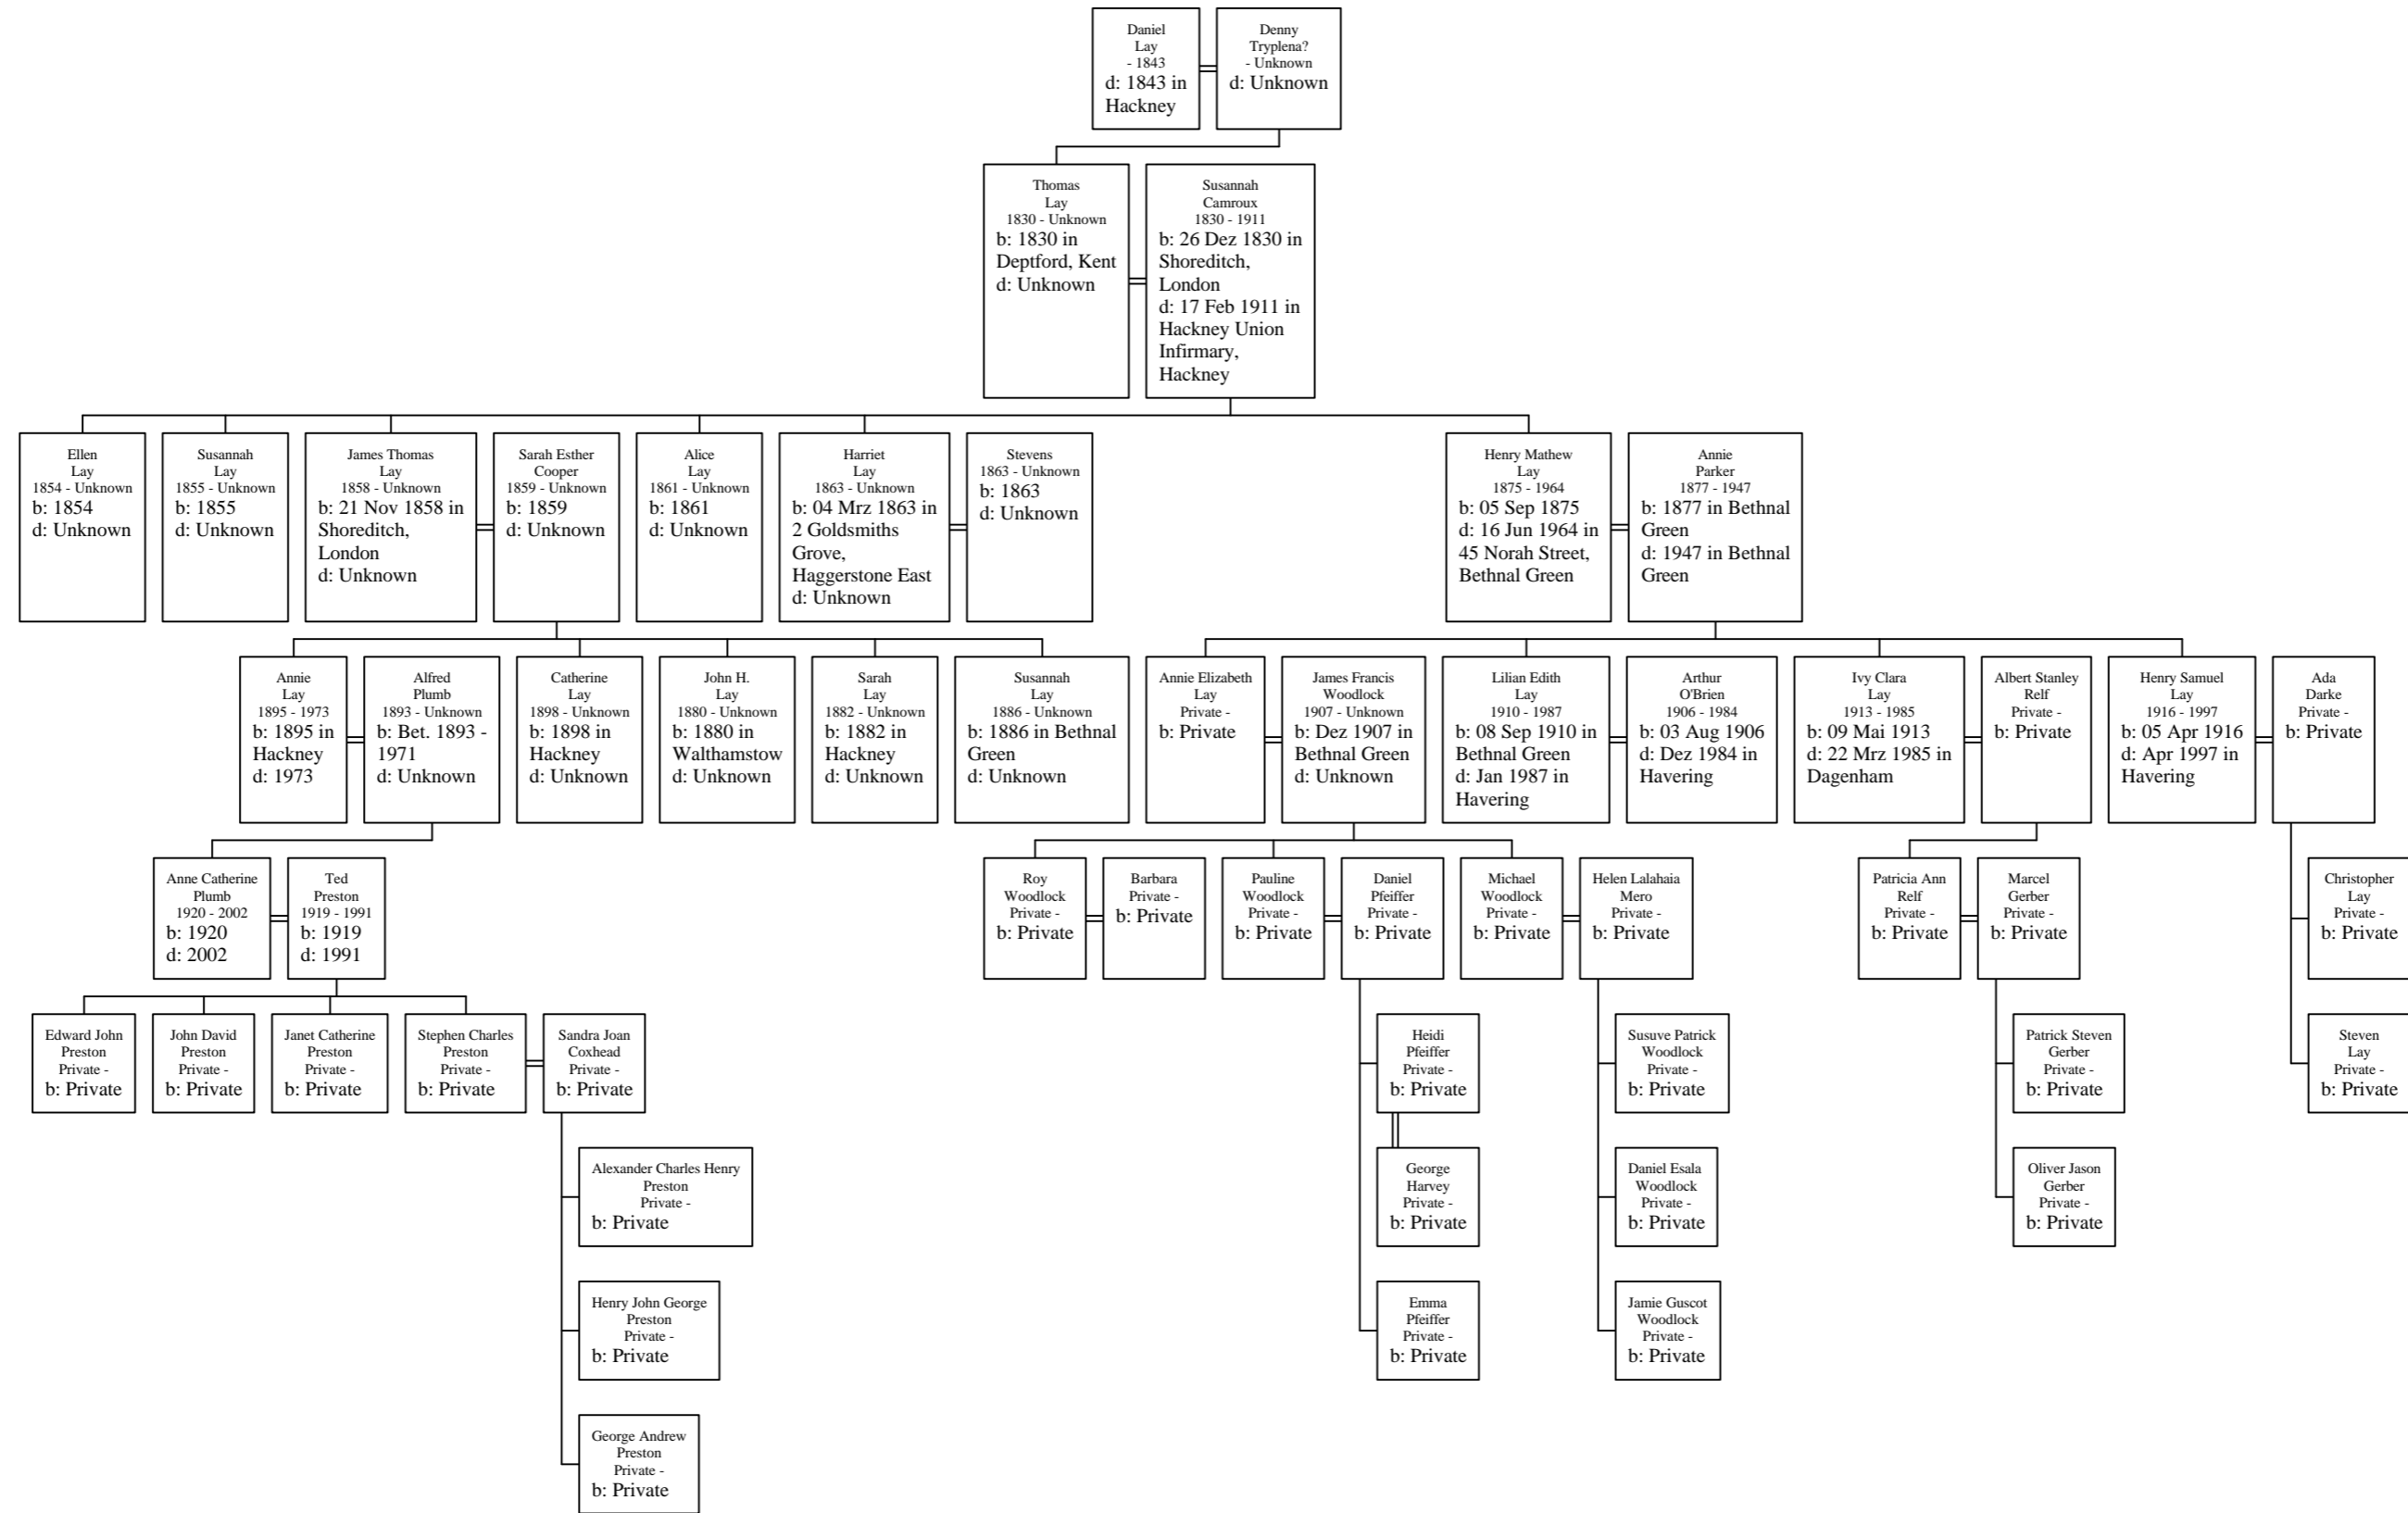 Daniel
Lay
- 1843
d: 1843 in
Hackney
Denny
Tryplena?
- Unknown
d: Unknown
Thomas
Lay
1830 - Unknown
b: 1830 in
Deptford, Kent
d: Unknown
Susannah
Camroux
1830 - 1911
b: 26 Dez 1830 in
Shoreditch,
London
d: 17 Feb 1911 in
Hackney Union
Infirmary,
Hackney
Ellen
Lay
1854 - Unknown
b: 1854
d: Unknown
Susannah
Lay
1855 - Unknown
b: 1855
d: Unknown
James Thomas
Lay
1858 - Unknown
b: 21 Nov 1858 in
Shoreditch,
London
d: Unknown
Sarah Esther
Cooper
1859 - Unknown
b: 1859
d: Unknown
Alice
Lay
1861 - Unknown
b: 1861
d: Unknown
Harriet
Lay
1863 - Unknown
b: 04 Mrz 1863 in
2 Goldsmiths
Grove,
Haggerstone East
d: Unknown
Stevens
1863 - Unknown
b: 1863
d: Unknown
Henry Mathew
Lay
1875 - 1964
b: 05 Sep 1875
d: 16 Jun 1964 in
45 Norah Street,
Bethnal Green
Annie
Parker
1877 - 1947
b: 1877 in Bethnal
Green
d: 1947 in Bethnal
Green
Annie
Lay
1895 - 1973
b: 1895 in
Hackney
d: 1973
Alfred
Plumb
1893 - Unknown
b: Bet. 1893 -
1971
d: Unknown
Catherine
Lay
1898 - Unknown
b: 1898 in
Hackney
d: Unknown
John H.
Lay
1880 - Unknown
b: 1880 in
Walthamstow
d: Unknown
Sarah
Lay
1882 - Unknown
b: 1882 in
Hackney
d: Unknown
Susannah
Lay
1886 - Unknown
b: 1886 in Bethnal
Green
d: Unknown
Annie Elizabeth
Lay
Private -
b: Private
James Francis
Woodlock
1907 - Unknown
b: Dez 1907 in
Bethnal Green
d: Unknown
Lilian Edith
Lay
1910 - 1987
b: 08 Sep 1910 in
Bethnal Green
d: Jan 1987 in
Havering
Arthur
O'Brien
1906 - 1984
b: 03 Aug 1906
d: Dez 1984 in
Havering
Ivy Clara
Lay
1913 - 1985
b: 09 Mai 1913
d: 22 Mrz 1985 in
Dagenham
Albert Stanley
Relf
Private -
b: Private
Henry Samuel
Lay
1916 - 1997
b: 05 Apr 1916
d: Apr 1997 in
Havering
Ada
Darke
Private -
b: Private
Anne Catherine
Plumb
1920 - 2002
b: 1920
d: 2002
Ted
Preston
1919 - 1991
b: 1919
d: 1991
Roy
Woodlock
Private -
b: Private
Barbara
Private -
b: Private
Pauline
Woodlock
Private -
b: Private
Daniel
Pfeiffer
Private -
b: Private
Michael
Woodlock
Private -
b: Private
Helen Lalahaia
Mero
Private -
b: Private
Patricia Ann
Relf
Private -
b: Private
Marcel
Gerber
Private -
b: Private
Christopher
Lay
Private -
b: Private
Edward John
Preston
Private -
b: Private
John David
Preston
Private -
b: Private
Janet Catherine
Preston
Private -
b: Private
Stephen Charles
Preston
Private -
b: Private
Sandra Joan
Coxhead
Private -
b: Private
Heidi
Pfeiffer
Private -
b: Private
Susuve Patrick
Woodlock
Private -
b: Private
Patrick Steven
Gerber
Private -
b: Private
Steven
Lay
Private -
b: Private
Alexander Charles Henry
Preston
Private -
b: Private
George
Harvey
Private -
b: Private
Daniel Esala
Woodlock
Private -
b: Private
Oliver Jason
Gerber
Private -
b: Private
Henry John George
Preston
Private -
b: Private
Emma
Pfeiffer
Private -
b: Private
Jamie Guscot
Woodlock
Private -
b: Private
George Andrew
Preston
Private -
b: Private